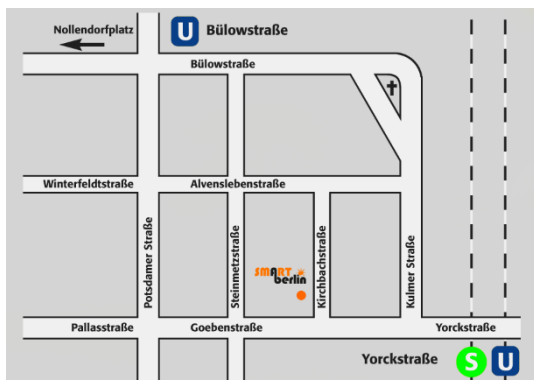 Nollendorfplatz
U Bülowstraße
Bülowstraße
Winterfeldtstraße
Alvenslebenstraße
Potsdamer Straße
Steinmetzstraße
SMART
berlin
Kirchbachstraße
Kulmer Straße
Pallasstraße
Goebenstraße
Yorckstraße
Yorckstraße S U